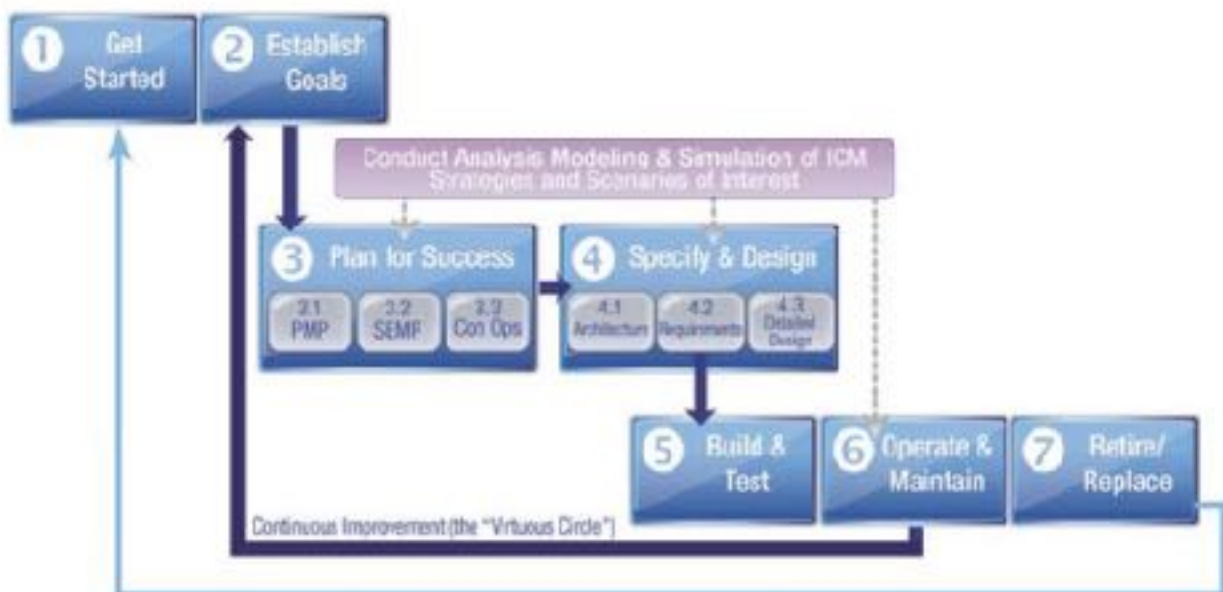 1 Get
Started
2 Establish
Goals
Conduct Analysis Modeling & Simulation of ICM
Strategies and Scenarios of Interest
3 Plan for Success
3.1
PMP
3.2
SEMP
3.3
Con Ops
4 Specify & Design
4.1
Architecture
4.2
Requirements
4.3
Detailed
Design
5 Build &
Test
6 Operate &
Maintain
7 Retire/
Replace
Continuous Improvement (the "Virtuous Circle")